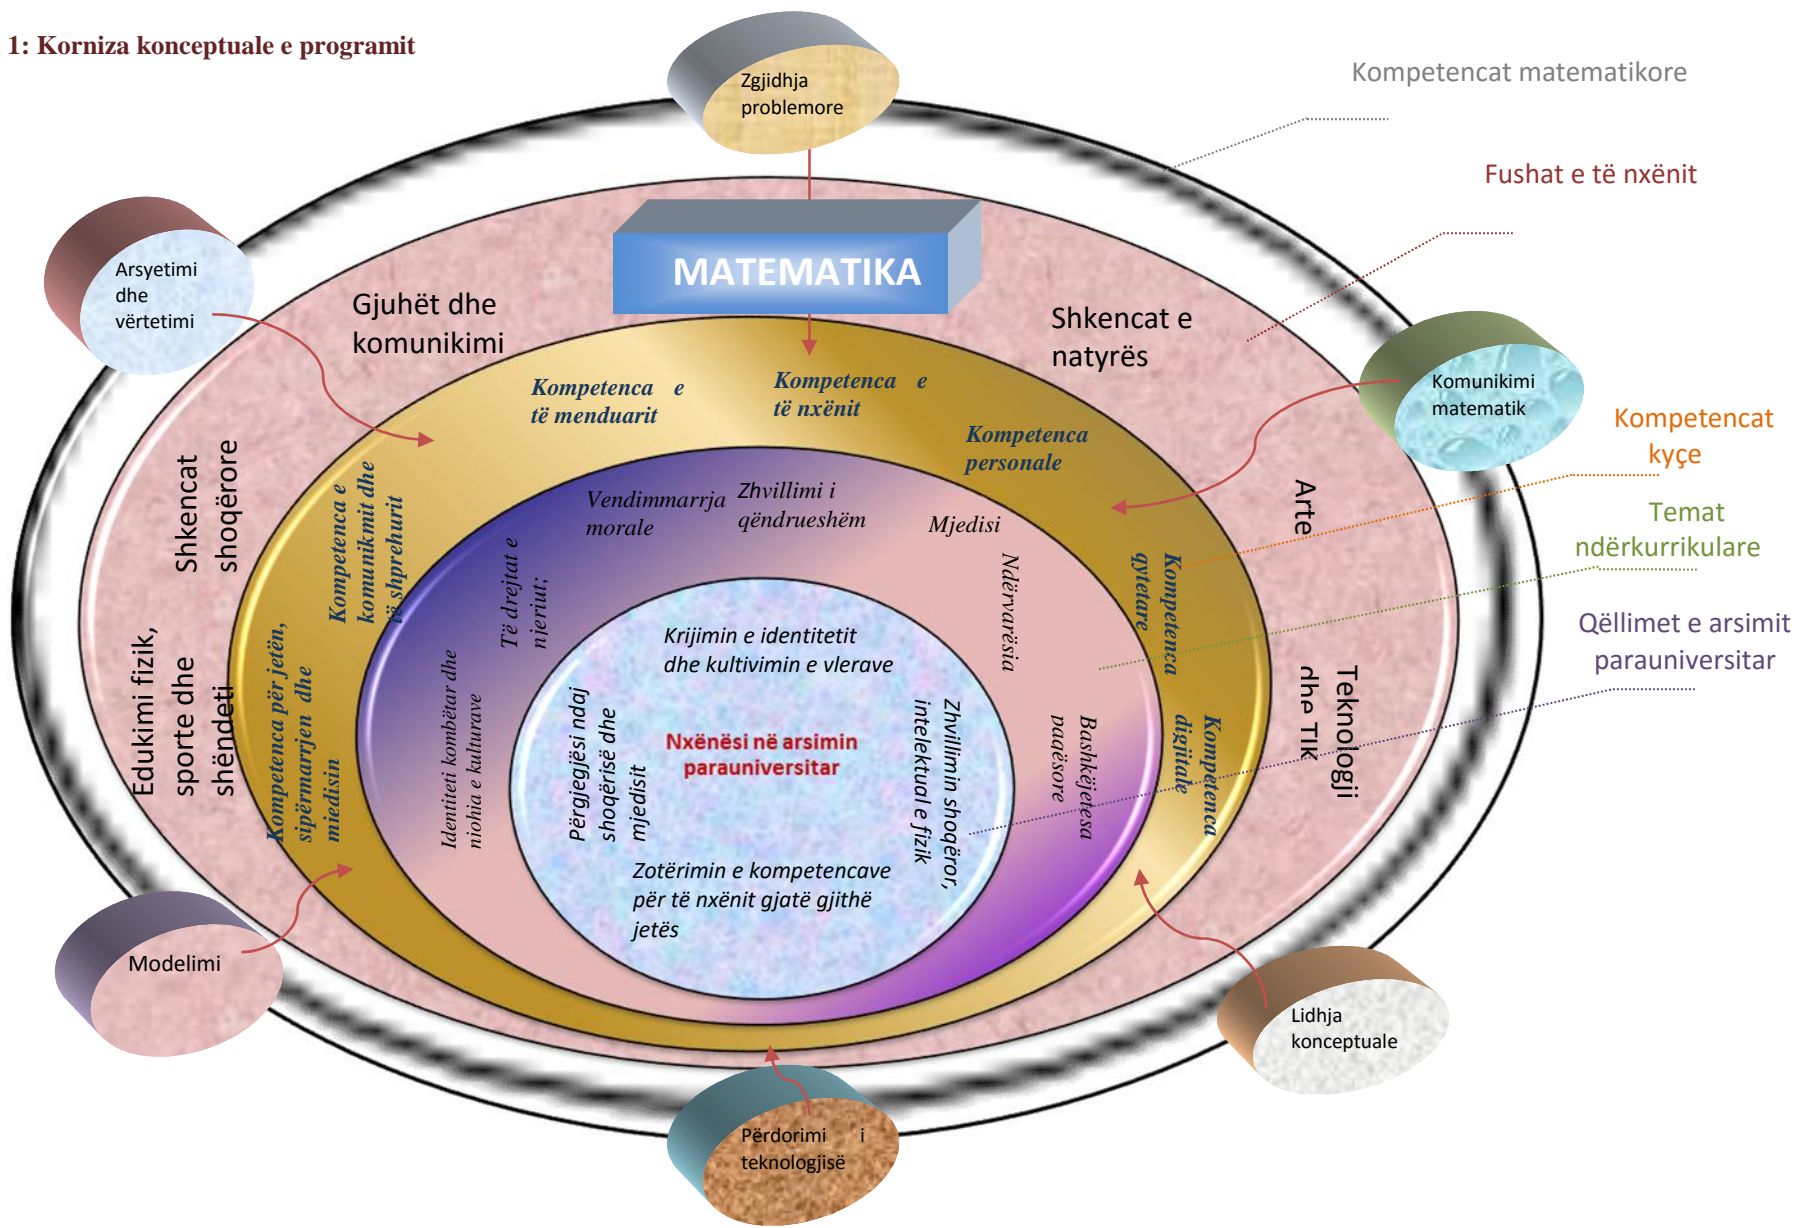 1: Korniza konceptuale e programit
Zgjidhja
problemore
Kompetencat matematikore
Fushat e të nxënit
Arsyetimi
dhe
vërtetimi
MATEMATIKA
Gjuhët dhe
komunikimi
Shkencat e
natyrës
Komunikimi
matematik
Kompetencat
kyçe
Temat
ndërkurrikulare
Qëllimet e arsimit
parauniversitar
Kompetenca e
të menduarit
Kompetenca e
të nxënit
Kompetenca
personale
Shkencat
shoqërore
Arte
Kompetenca e
komunikmit dhe
të shprehurit
Vendimmarrja
morale
Zhvillimi i
qëndrueshëm
Mjedisi
Ndërvarësia
Kompetenca
qytetare
Të drejtat e
njeriut;
Krijimin e identitetit
dhe kultivimin e vlerave
Edukimi fizik,
sporte dhe
shëndeti
Kompetenca për jetën,
sipërmarrjen dhe
mjedisin
Identiteti kombëtar dhe
njohja e kulturave
Përgjegjësi ndaj
shoqërisë dhe
mjedisit
Nxënësi në arsimin
parauniversitar
Zhvillimin shoqëror,
intelektual e fizik
Bashkëjetesa
paqësore
Kompetenca
digjitale
Teknologji
dhe TIK
Zotërimin e kompetencave
për të nxënit gjatë gjithë
jetës
Modelimi
Lidhja
konceptuale
Përdorimi i
teknologjisë